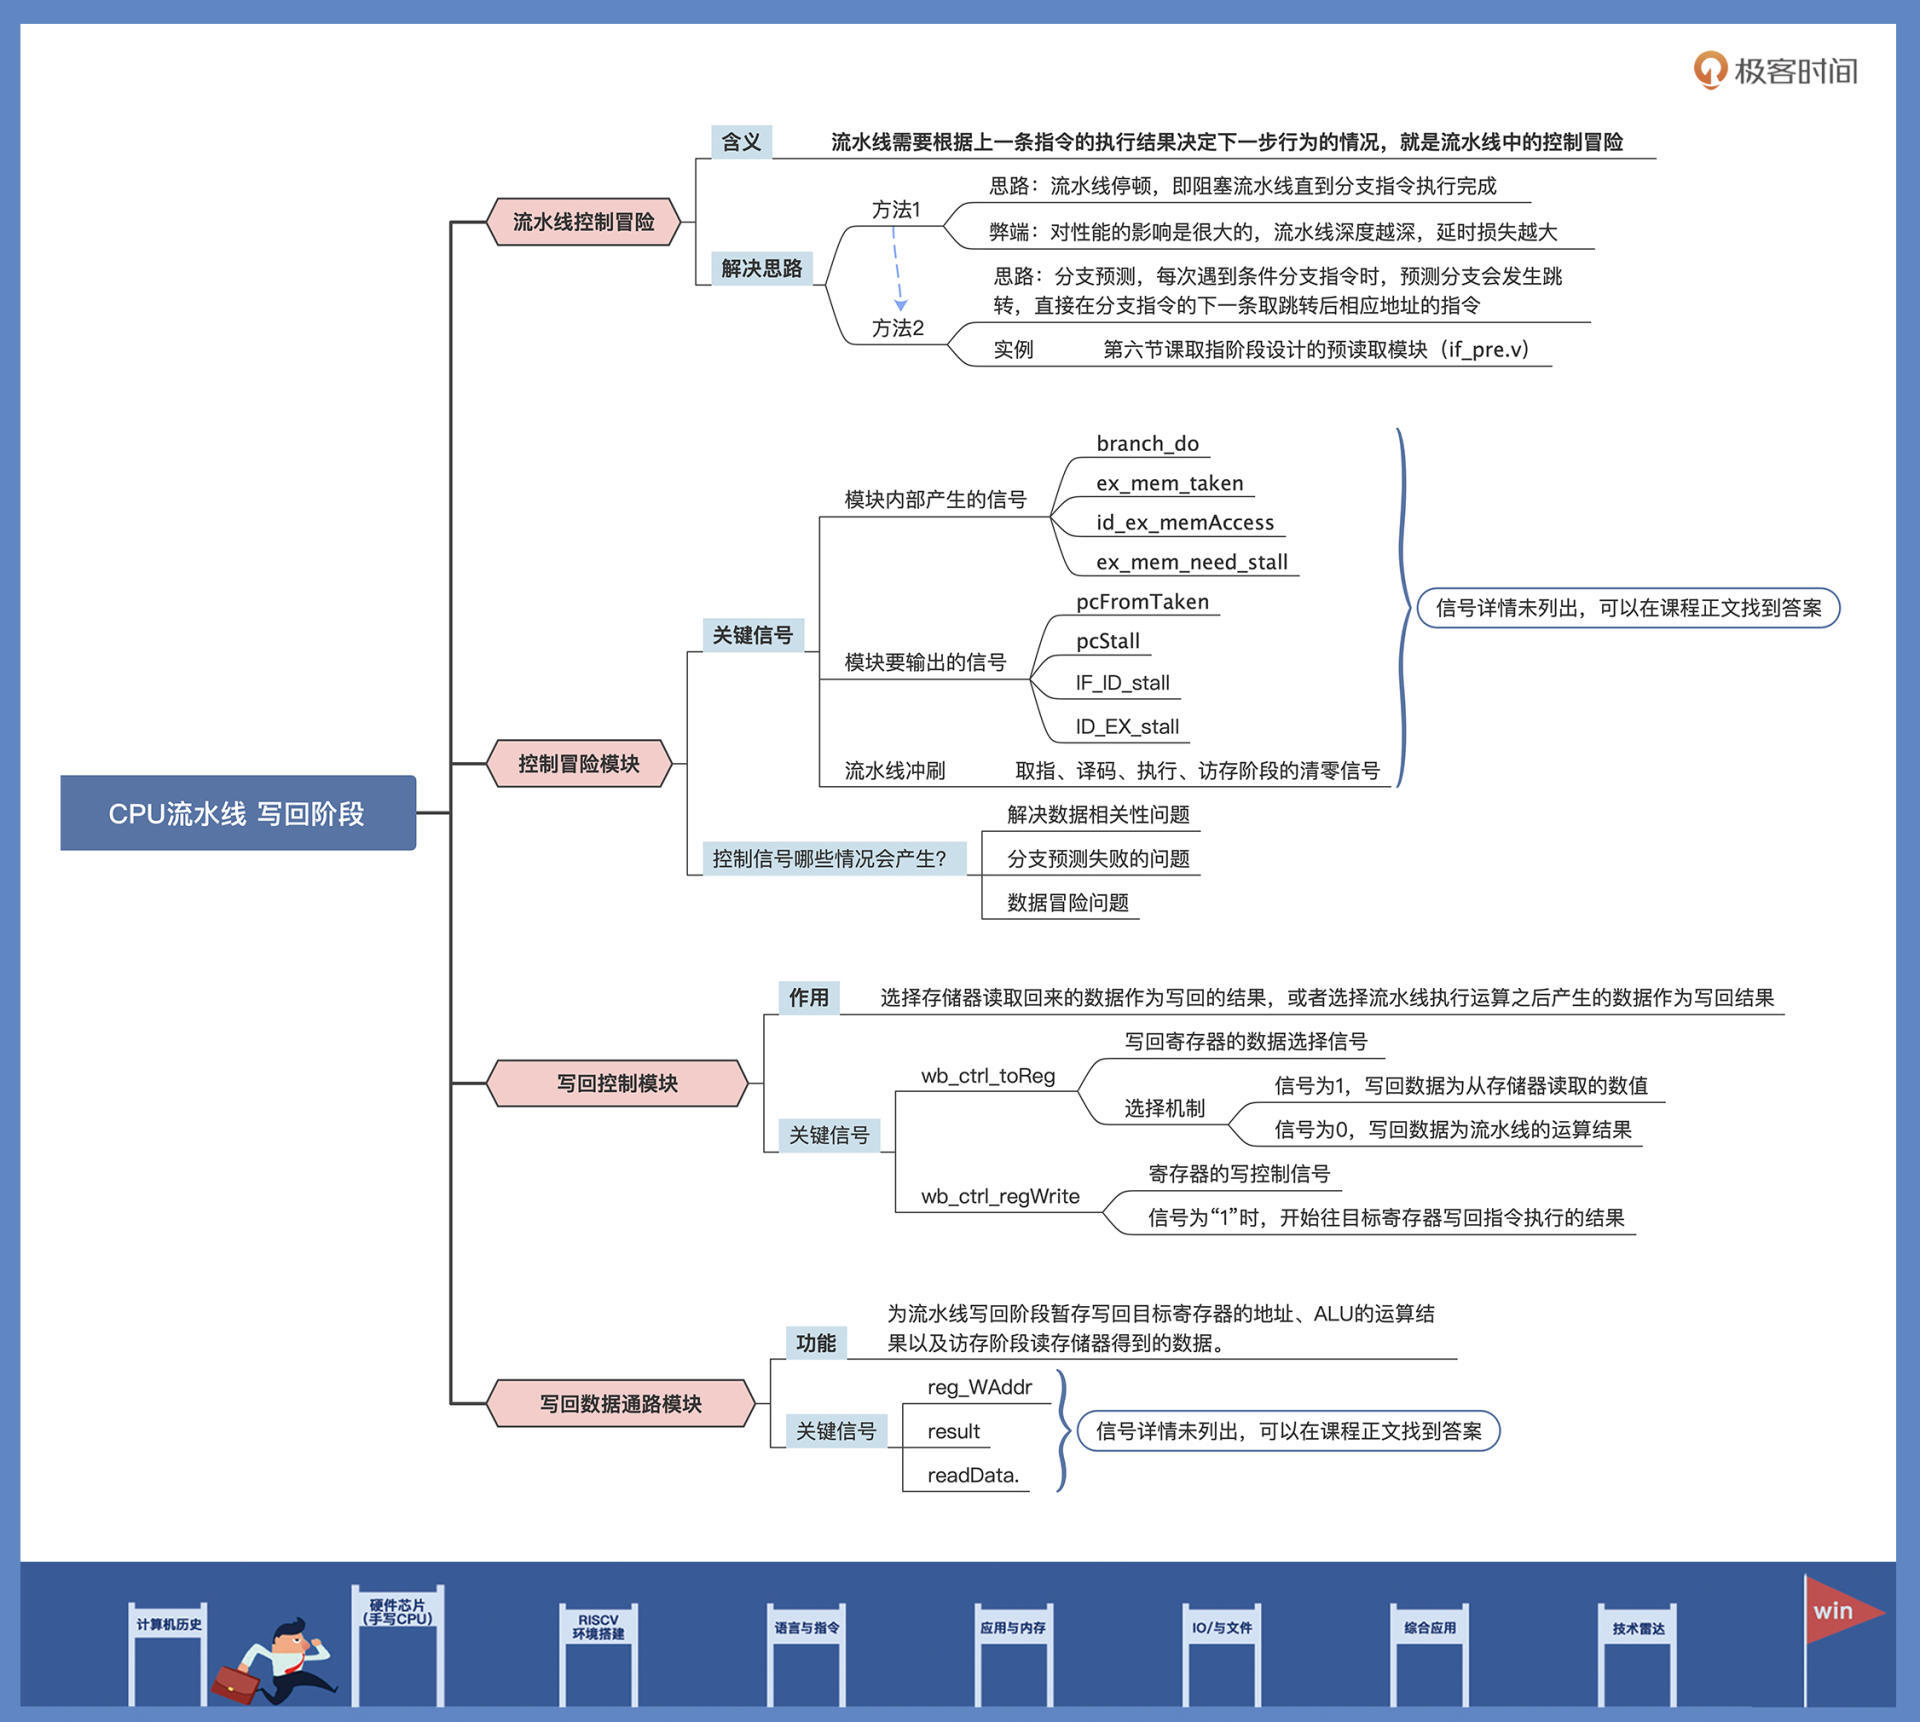 极客时间
含义
流水线需要根据上一条指令的执行结果决定下一步行为的情况，就是流水线中的控制冒险
流水线控制冒险
解决思路
方法1
思路：流水线停顿，即阻塞流水线直到分支指令执行完成
弊端：对性能的影响是很大的，流水线深度越深，延时损失越大
方法2
思路：分支预测，每次遇到条件分支指令时，预测分支会发生跳
转，直接在分支指令的下一条取跳转后相应地址的指令
实例
第六节课取指阶段设计的预读取模块（if_pre.v）
CPU流水线 写回阶段
控制冒险模块
关键信号
模块内部产生的信号
branch_do
ex_mem_taken
id_ex_memAccess
ex_mem_need_stall
模块要输出的信号
pcFromTaken
pcStall
IF_ID_stall
ID_EX_stall
流水线冲刷
取指、译码、执行、访存阶段的清零信号
信号详情未列出，可以在课程正文找到答案
控制信号哪些情况会产生？
解决数据相关性问题
分支预测失败的问题
数据冒险问题
写回控制模块
作用
选择存储器读取回来的数据作为写回的结果，或者选择流水线执行运算之后产生的数据作为写回结果
关键信号
wb_ctrl_toReg
写回寄存器的数据选择信号
选择机制
信号为1，写回数据为从存储器读取的数值
信号为0，写回数据为流水线的运算结果
wb_ctrl_regWrite
寄存器的写控制信号
信号为“1”时，开始往目标寄存器写回指令执行的结果
写回数据通路模块
功能
为流水线写回阶段暂存写回目标寄存器的地址、ALU的运算结
果以及访存阶段读存储器得到的数据。
关键信号
reg_WAddr
result
readData.
信号详情未列出，可以在课程正文找到答案
计算机历史
硬件芯片
（手写CPU）
RISCV
环境搭建
语言与指令
应用与内存
IO/与文件
综合应用
技术雷达
win